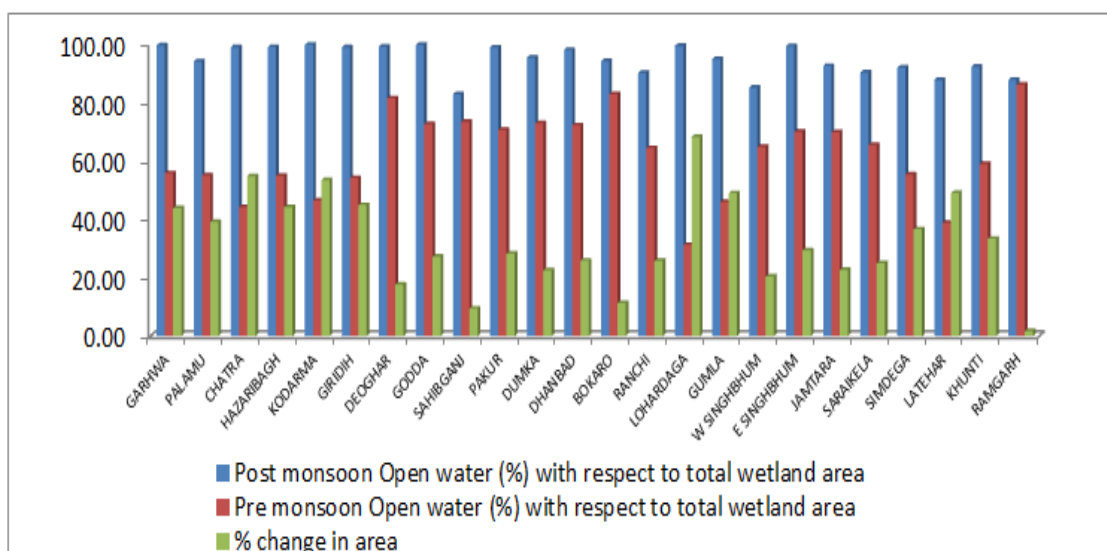 100.00
80.00
60.00
40.00
20.00
0.00
GARHWA
PALAMU
CHATRA
HAZARIBAGH
KODARMA
GIRIDIH
DEOGHAR
GODDA
SAHIBGANJ
PAKUR
DUMKA
DHANIBAD
BOKARO
RANCHI
LOHARDAGA
GUMLA
W SINGHBHUM
E SINGHBHUM
JAMTARA
SARAIKELA
SIMDEGA
LATEHAR
KHUNTI
RAMGARH
Post monsoon Open water (%) with respect to total wetland area
Pre monsoon Open water (%) with respect to total wetland area
% change in area